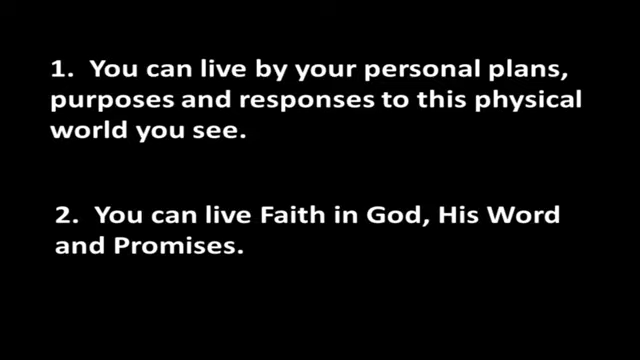 1.  You can live by your personal plans,
purposes and responses to this physical
world you see.
2.  You can live Faith in God, His Word
and Promises.